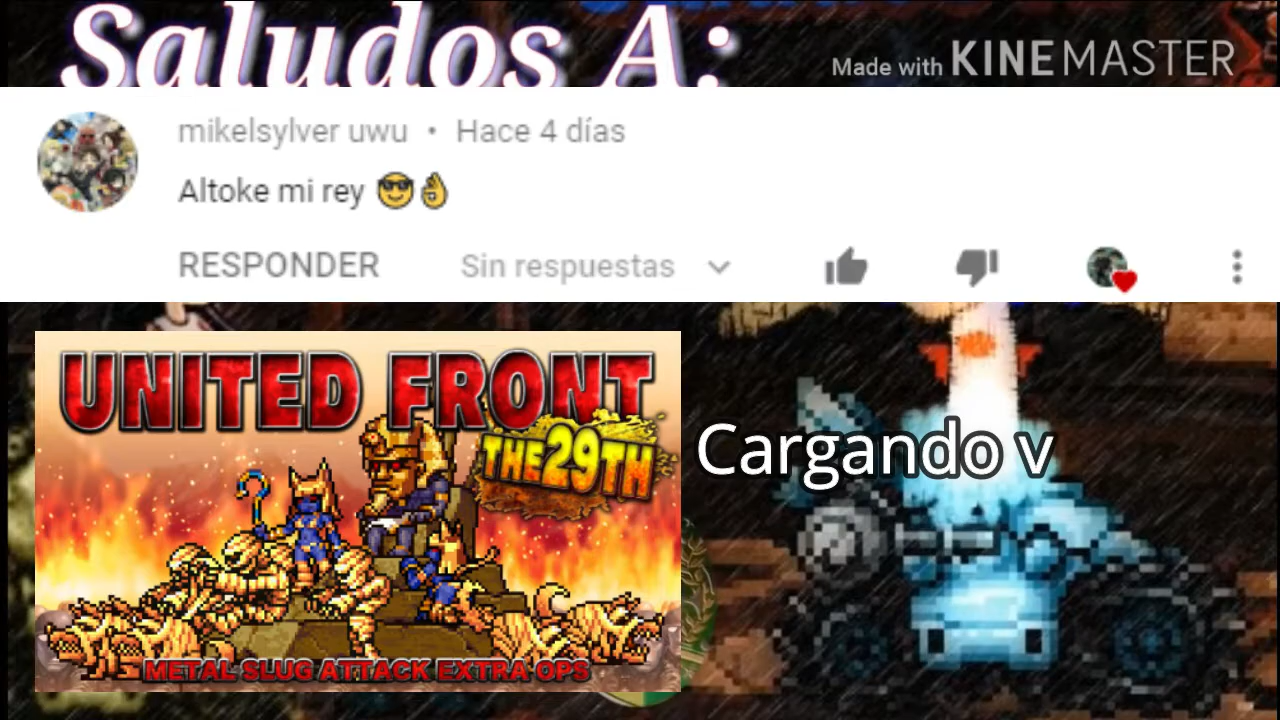 Saludos A:
Made with KINEMASTER
mikelsylver uwu • Hace 4 días
Altoke mi rey 😎👌
RESPONDER
Sin respuestas
UNITED FRONT
THE 29TH
METAL SLUG ATTACK EXTRA OPS
Cargando v